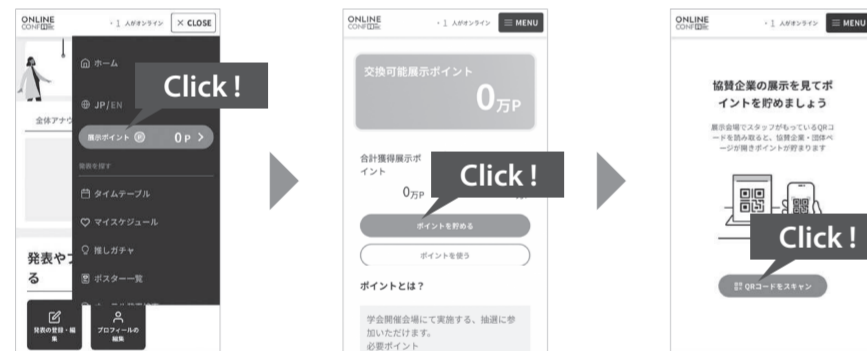 ONLINE
CONF
・1 人がオンライン
× CLOSE
ホーム
JP/EN
Click !
展示ポイント Ⓟ 0 P >
発表を探す
タイムテーブル
マイスケジュール
推しガチャ
ポスター一覧
全体アナウ
発表や
る
発表の登録・編
集
プロフィールの
編集
ONLINE
CONF
・1 人がオンライン
MENU
交換可能展示ポイント
0万P
合計獲得展示ポ
イント
0万P
Click !
ポイントを貯める
ポイントを使う
ポイントとは？
学会開催会場にて実施する、抽選に参
加いただけます。
必要ポイント
ONLINE
CONF
・1 人がオンライン
MENU
協賛企業の展示を見てポ
イントを貯めましょう
展示会場でスタッフがもっているQRコ
ードを読み取ると、協賛企業・団体ペ
ージが開きポイントが貯まります
Click !
QRコードをスキャン